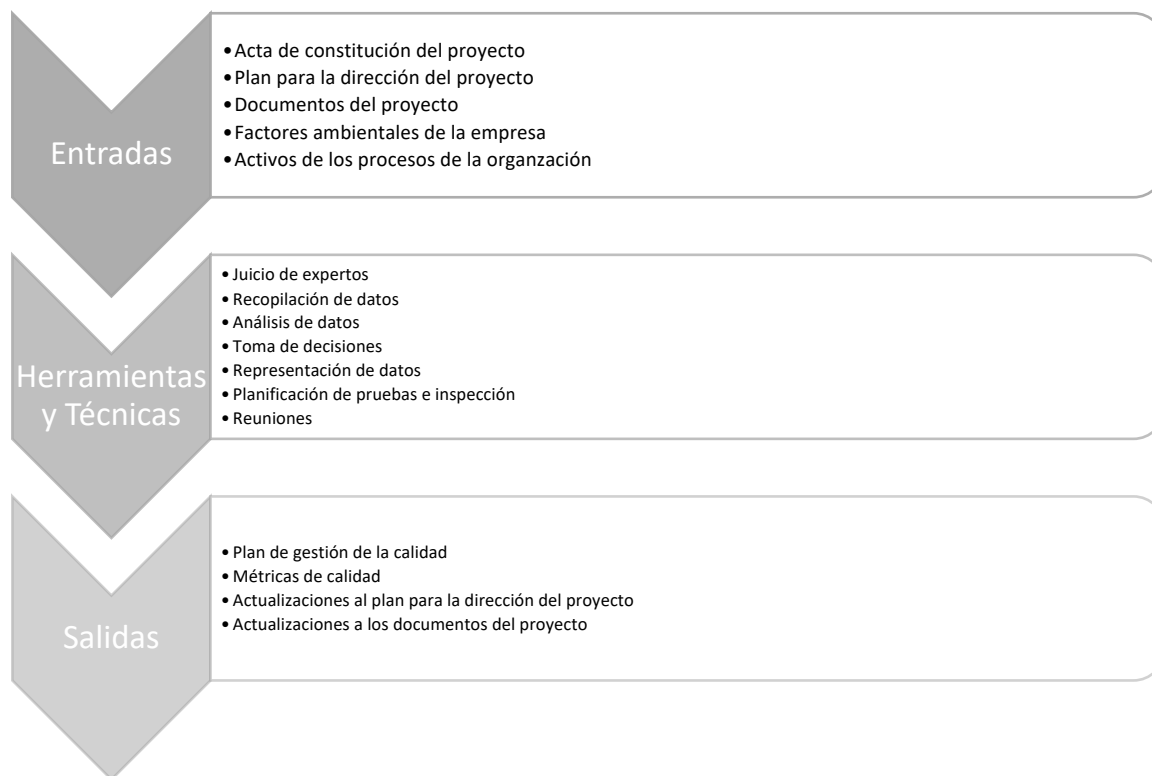 Entradas
•Acta de constitución del proyecto
•Plan para la dirección del proyecto
•Documentos del proyecto
•Factores ambientales de la empresa
•Activos de los procesos de la organzación
Herramientas
y Técnicas
•Juicio de expertos
•Recopilación de datos
•Análisis de datos
•Toma de decisiones
•Representación de datos
•Planificación de pruebas e inspección
•Reuniones
Salidas
•Plan de gestión de la calidad
•Métricas de calidad
•Actualizaciones al plan para la dirección del proyecto
•Actualizaciones a los documentos del proyecto